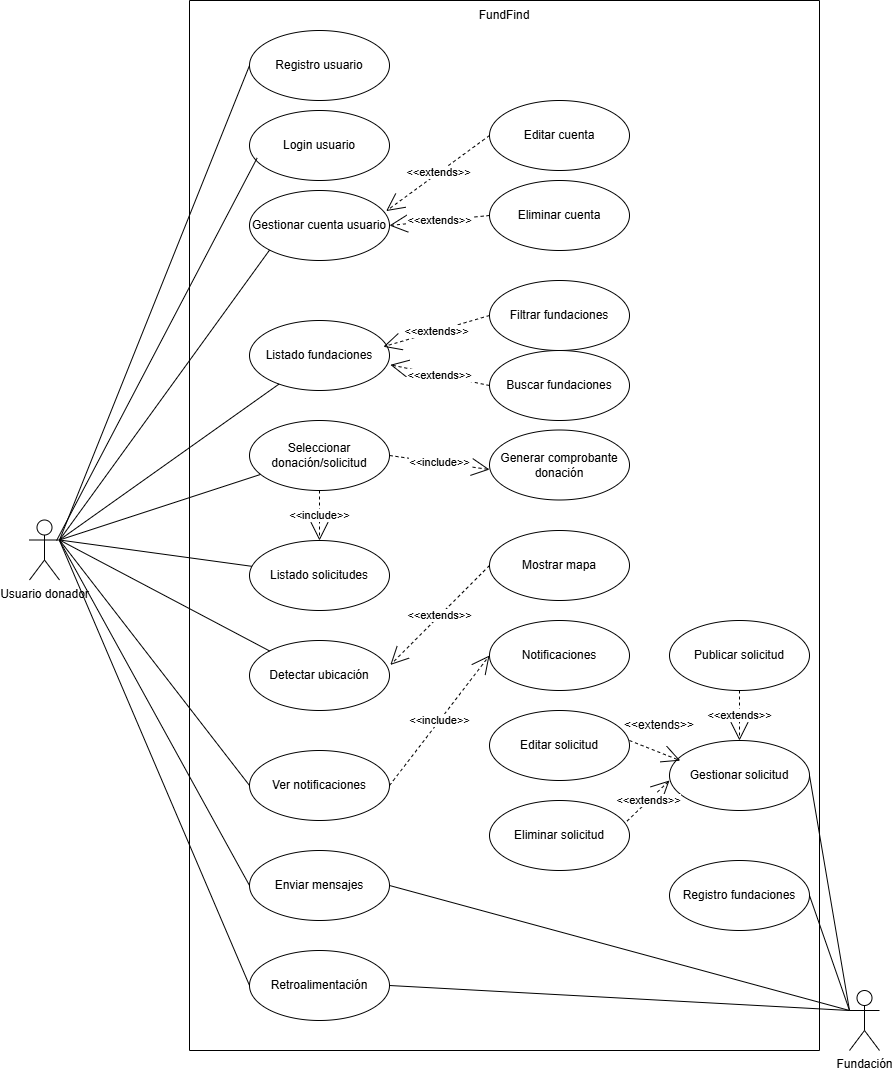 FundFind
Registro usuario
Login usuario
Editar cuenta
<<extends>>
Gestionar cuenta usuario
<<extends>>
Eliminar cuenta
Filtrar fundaciones
<<extends>>
Listado fundaciones
<<extends>>
Buscar fundaciones
Seleccionar
donación/solicitud
<<include>>
Generar comprobante
donación
<<include>>
Listado solicitudes
Mostrar mapa
Usuario donador
<<extends>>
Detectar ubicación
Notificaciones
Publicar solicitud
<<include>>
<<extends>>
Editar solicitud
<<extends>>
Gestionar solicitud
Ver notificaciones
<<extends>>
Eliminar solicitud
Enviar mensajes
Registro fundaciones
Retroalimentación
Fundación